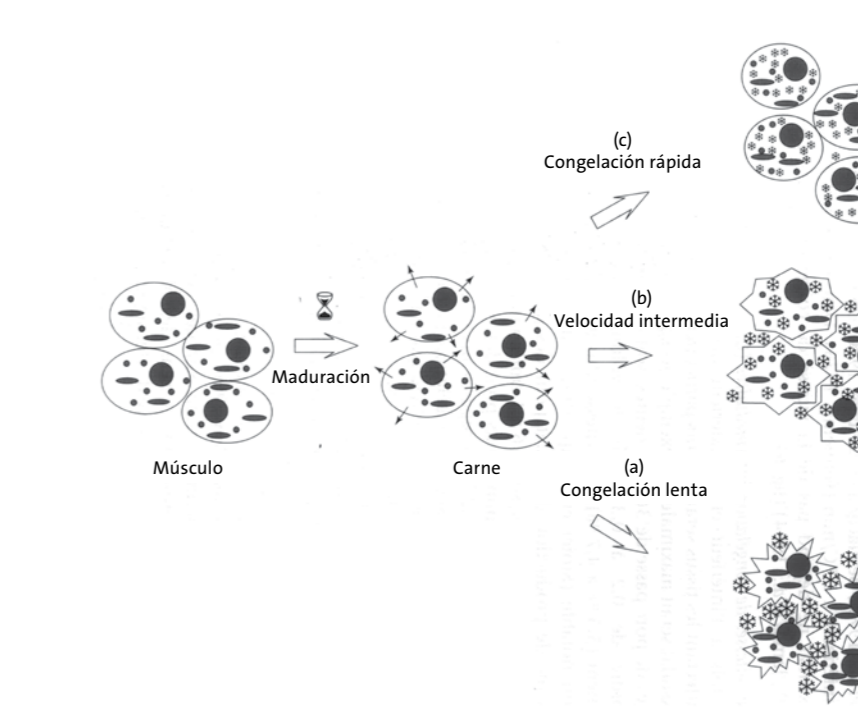 (c)
Congelación rápida
(b)
Velocidad intermedia
Maduración
Músculo
Carne
(a)
Congelación lenta